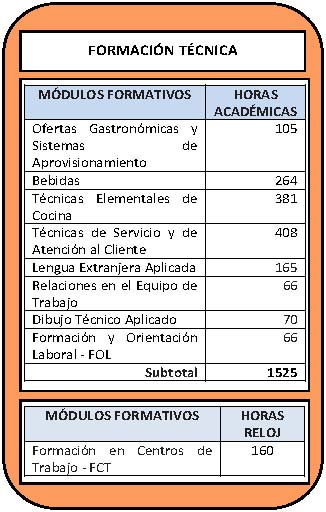 FORMACIÓN TÉCNICA
MÓDULOS FORMATIVOS HORAS
ACADÉMICAS
Ofertas Gastronómicas y 105
Sistemas de
Aprovisionamiento
Bebidas 264
Técnicas Elementales de 381
Cocina
Técnicas de Servicio y de 408
Atención al Cliente
Lengua Extranjera Aplicada 165
Relaciones en el Equipo de 66
Trabajo
Dibujo Técnico Aplicado 70
Formación y Orientación 66
Laboral - FOL
Subtotal 1525
MÓDULOS FORMATIVOS HORAS
RELOJ
Formación en Centros de 160
Trabajo - FCT